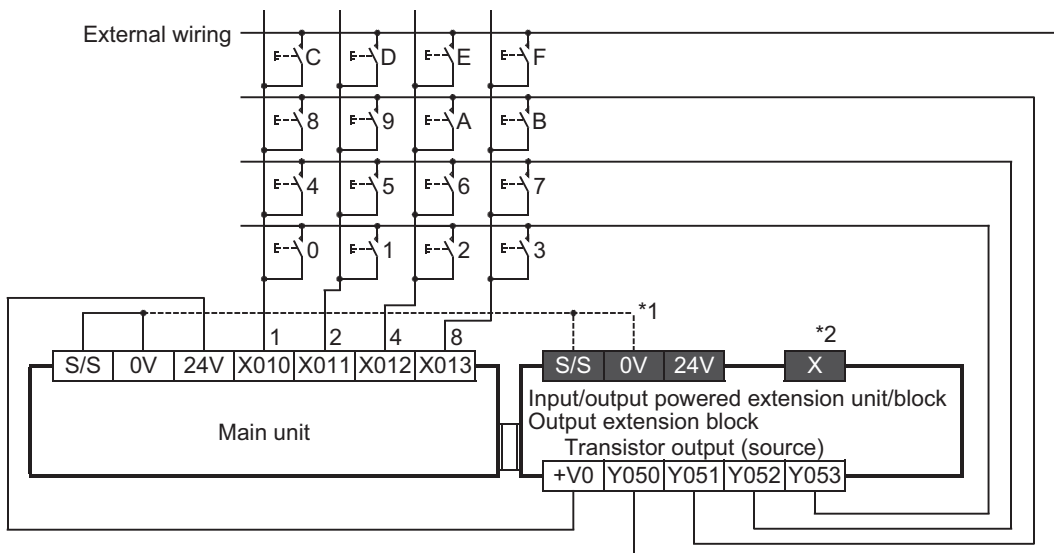 External wiring
C D E F
8 9 A B
4 5 6 7
0 1 2 3
*1
1 2 4 8 *2
S/S 0V 24V X010 X011 X012 X013 S/S 0V 24V X
Input/output powered extension unit/block
Main unit Output extension block
Transistor output (source)
+V0 Y050 Y051 Y052 Y053